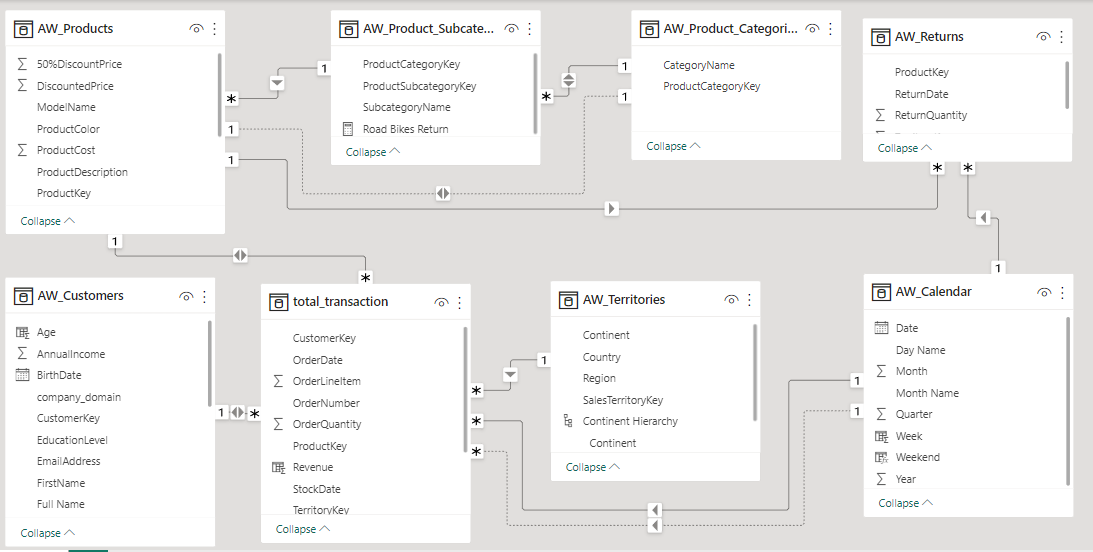 AW_Products
50%DiscountPrice
DiscountedPrice
ModelName
ProductColor
ProductCost
ProductDescription
ProductKey
Collapse
AW_Product_Subcate...
ProductCategoryKey
ProductSubcategoryKey
SubcategoryName
Road Bikes Return
Collapse
AW_Product_Categori...
CategoryName
ProductCategoryKey
Collapse
AW_Returns
ProductKey
ReturnDate
ReturnQuantity
Collapse
1
*
1
1
*
1
1
1
*
*
1
*
1
AW_Customers
Age
AnnualIncome
BirthDate
company_domain
CustomerKey
EducationLevel
EmailAddress
FirstName
Full Name
Collapse
1
*
total_transaction
CustomerKey
OrderDate
OrderLineItem
OrderNumber
OrderQuantity
ProductKey
Revenue
StockDate
TerritoryKey
Collapse
*
1
*
*
AW_Territories
Continent
Country
Region
SalesTerritoryKey
Continent Hierarchy
Continent
Collapse
1
1
AW_Calendar
Date
Day Name
Month
Month Name
Quarter
Week
Weekend
Year
Collapse